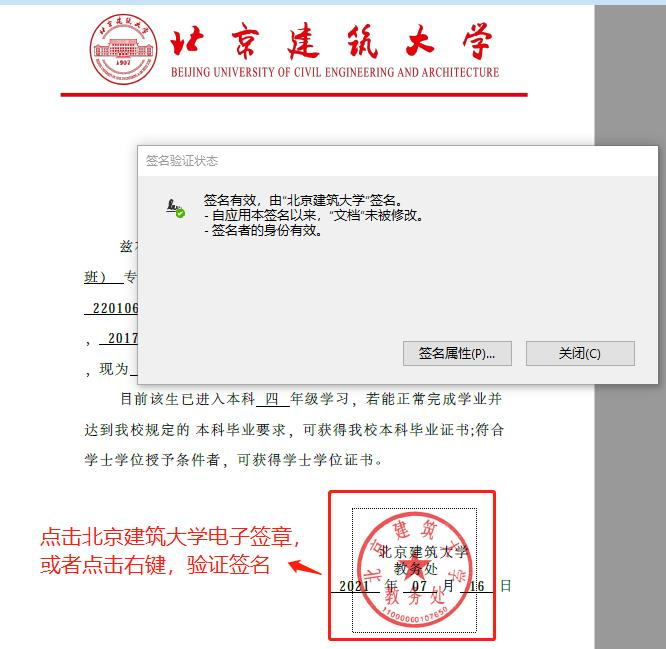 北京建筑大学
1907
北京建筑大学
BEIJING UNIVERSITY OF CIVIL ENGINEERING AND ARCHITECTURE
签名验证状态
签名有效，由“北京建筑大学”签名。
- 自应用本签名以来，“文档”未被修改。
- 签名者的身份有效。
签名属性(P)...
关闭(C)
兹
班） 专
220106
，2017
，现为
目前该生已进入本科 四 年级学习，若能正常完成学业并
达到我校规定的 本科毕业要求，可获得我校本科毕业证书;符合
学士学位授予条件者，可获得学士学位证书。
点击北京建筑大学电子签章，
或者点击右键，验证签名
北京建筑大学
北京建筑大学
教务处
2021 年 07 月 16 日
教务处
11000000107650